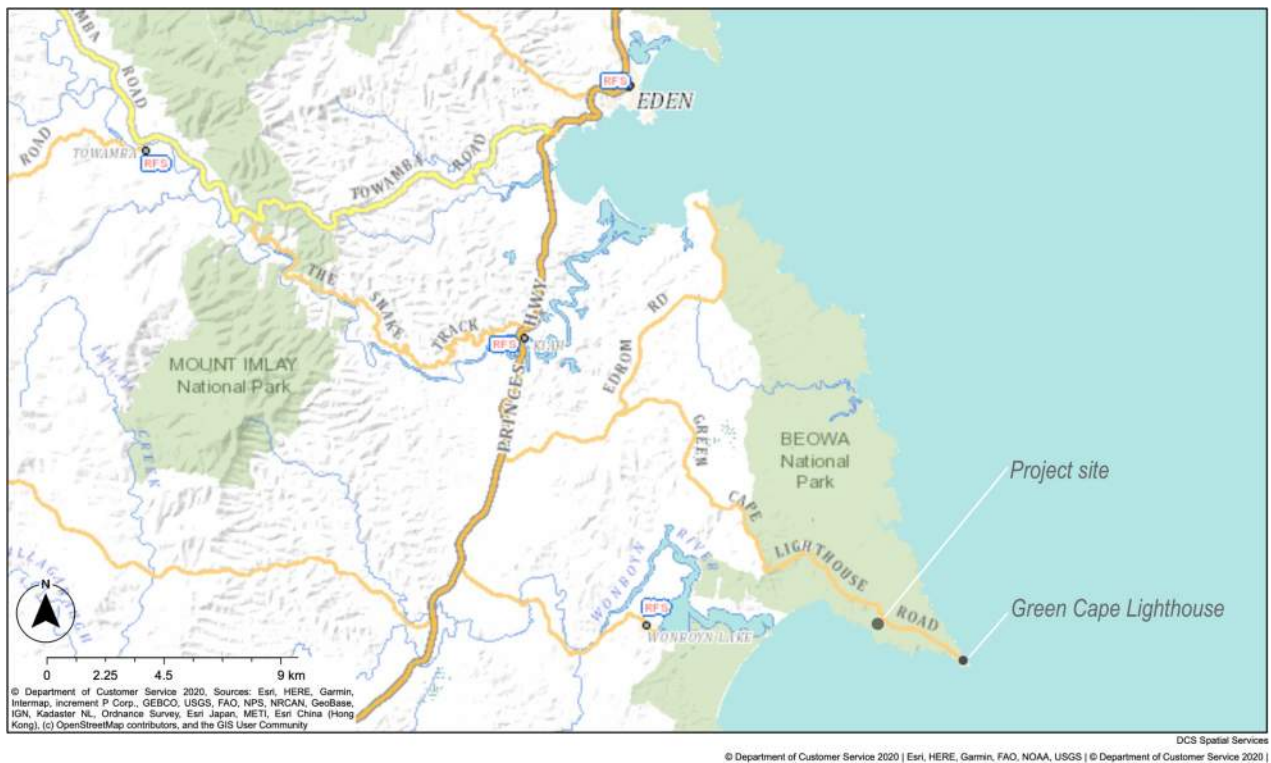 MBA
ROAD
RFS
EDEN
ROAD
TOWAMBA
RFS
TOWAMBA
ROAD
THE
SNAKE
TRACK
RFS
KIAH
PRINCES
HWY
EDROM
RD
MOUNT IMLAY
National Park
IMLAY
CREEK
GREEN
CAPE
LIGHTHOUSE
ROAD
BEOWA
National
Park
Project site
Green Cape Lighthouse
WONBOYN
RIVER
RFS
WONBOYN LAKE
N
0 2.25 4.5 9 km
© Department of Customer Service 2020, Sources: Esri, HERE, Garmin,
Intermap, increment P Corp., GEBCO, USGS, FAO, NPS, NRCAN, GeoBase,
IGN, Kadaster NL, Ordnance Survey, Esri Japan, METI, Esri China (Hong
Kong), (c) OpenStreetMap contributors, and the GIS User Community
DCS Spatial Services
© Department of Customer Service 2020 | Esri, HERE, Garmin, FAO, NOAA, USGS | © Department of Customer Service 2020 |